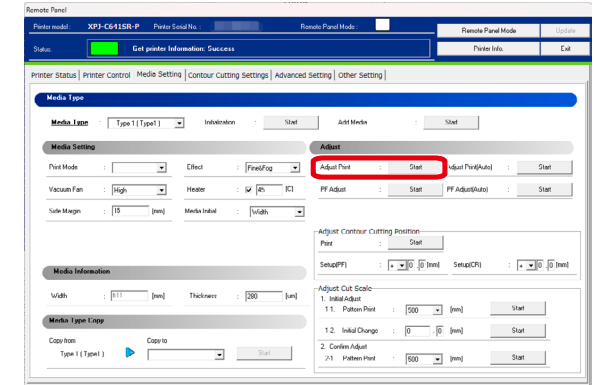 Remote Panel
Printer model : XPJ-C641SR-P Printer Serial No. : Remote Panel Mode : Remote Panel Mode Update
Status: Get printer Information: Success Printer Info. Exit
Printer Status Printer Control Media Setting Contour Cutting Settings Advanced Setting Other Setting
Media Type
Media Type : Type 1 ( Type1 ) Initialization : Start Add Media : Start
Media Setting Adjust
Print Mode : Effect : Fine&Fog Adjust Print : Start Adjust Print(Auto) : Start
Vacuum Fan : High Heater : 45 [C] PF Adjust : Start PF Adjust(Auto) : Start
Side Margin : 15 [mm] Media Initial : Width
Adjust Contour Cutting Position
Print : Start
Setup(PF) : + 0 . 0 [mm] Setup(CR) : + 0 . 0 [mm]
Media Information
Adjust Cut Scale
1. Initial Adjust
Width : 611 [mm] Thickness : 280 [um] 1 1. Pattern Print : 500 [mm] Start
Media Type Copy
1 2. Initial Change : 0 . 0 [mm] Start
Copy from Copy to
2. Confirm Adjust
Type 1 ( Type1 ) Start 2-1 Pattern Print : 500 [mm] Start